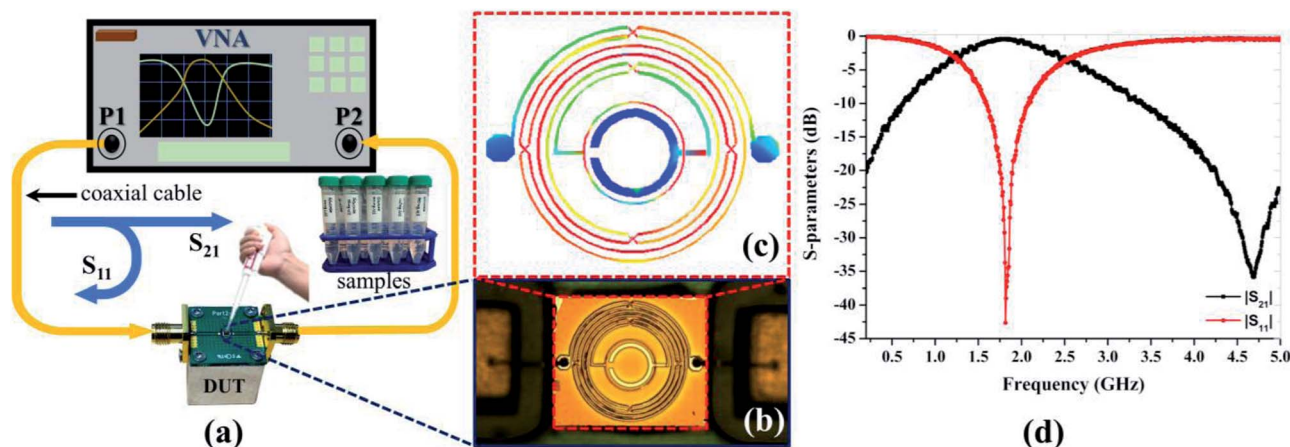 VNA
P1
P2
coaxial cable
S21
S11
samples
DUT
(a)
(c)
(b)
0
-5
-10
-15
-20
-25
-30
-35
-40
-45
S-parameters (dB)
|S21|
|S11|
0.5 1.0 1.5 2.0 2.5 3.0 3.5 4.0 4.5 5.0
Frequency (GHz)
(d)